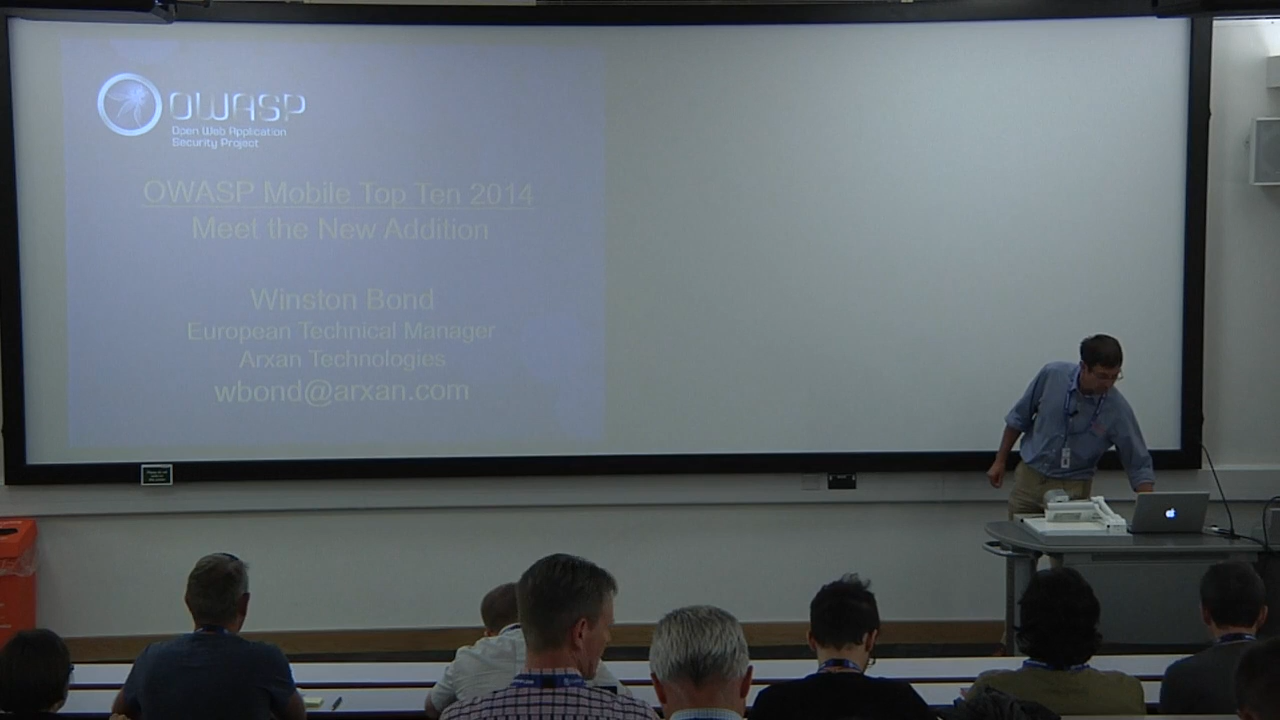 OWASP
Open Web Application
Security Project
OWASP Mobile Top Ten 2014
Meet the New Addition
Winston Bond
European Technical Manager
Arxan Technologies
wbond@arxan.com